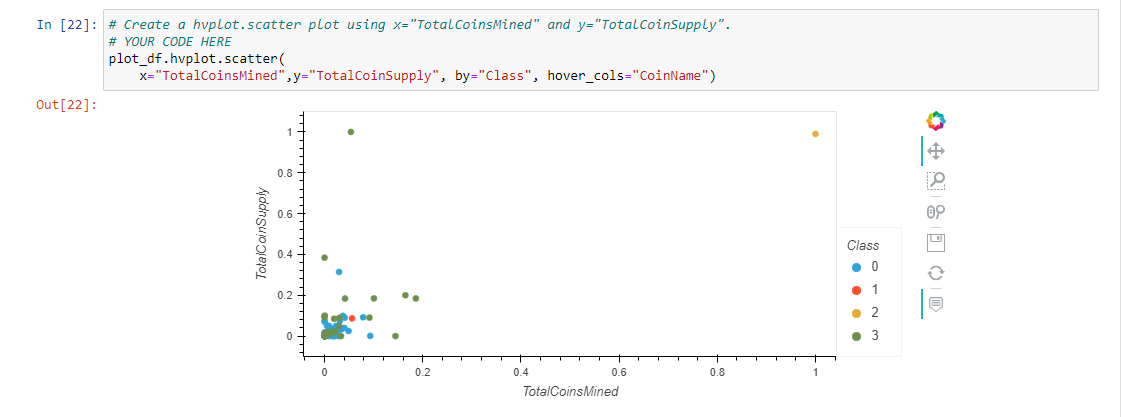 In [22]:
# Create a hvplot.scatter plot using x="TotalCoinsMined" and y="TotalCoinSupply".
# YOUR CODE HERE
plot_df.hvplot.scatter(
    x="TotalCoinsMined",y="TotalCoinSupply", by="Class", hover_cols="CoinName")
Out[22]:
TotalCoinSupply
1
0.8
0.6
0.4
0.2
0
0
0.2
0.4
0.6
0.8
1
TotalCoinsMined
Class
0
1
2
3